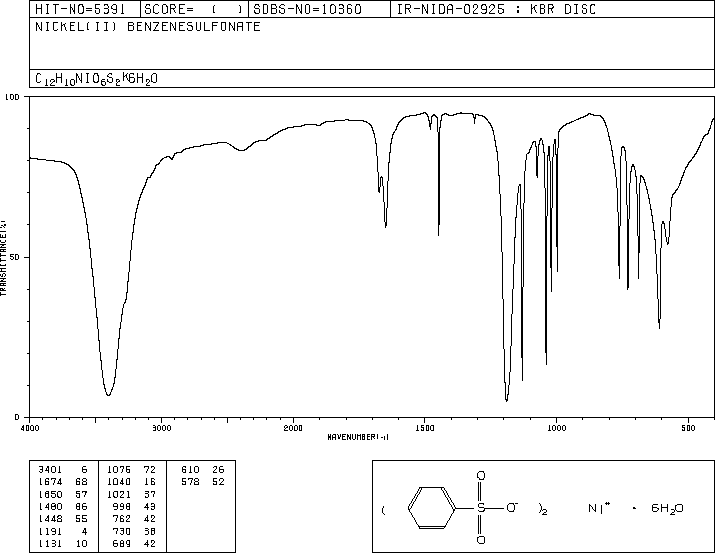 HIT-NO=5391 SCORE= ( ) SDBS-NO=10360 IR-NIDA-02925 : KBR DISC
NICKEL(II) BENZENESULFONATE
C12H10NIO6S2K6H2O
100
50
0
TRANSMITTANCE(%)
4000 3000 2000 1500 1000 500
WAVENUMBER(-1)
3401 6 1076 72 610 26
1674 68 1040 16 578 52
1650 57 1021 37
1480 86 998 43
1448 55 762 42
1191 4 730 38
1131 10 689 42
O
( S O- )2 Ni+ · 6H2O
O